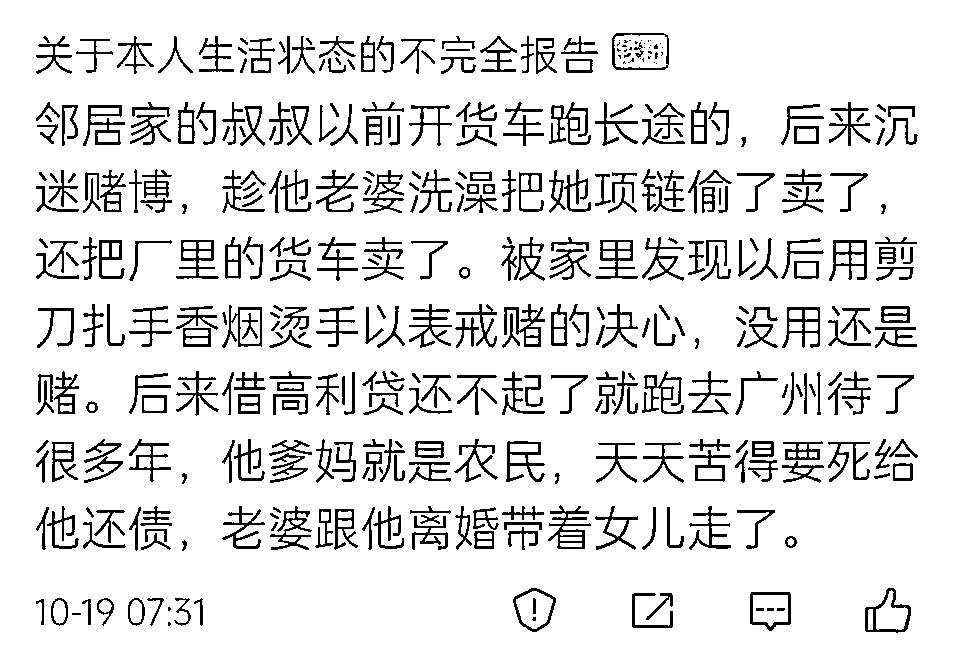 关于本人生活状态的不完全报告
邻居家的叔叔以前开货车跑长途的，后来沉
迷赌博，趁他老婆洗澡把她项链偷了卖了，
还把厂里的货车卖了。被家里发现以后用剪
刀扎手香烟烫手以表戒赌的决心，没用还是
赌。后来借高利贷还不起了就跑去广州待了
很多年，他爹妈就是农民，天天苦得要死给
他还债，老婆跟他离婚带着女儿走了。
10-19 07:31